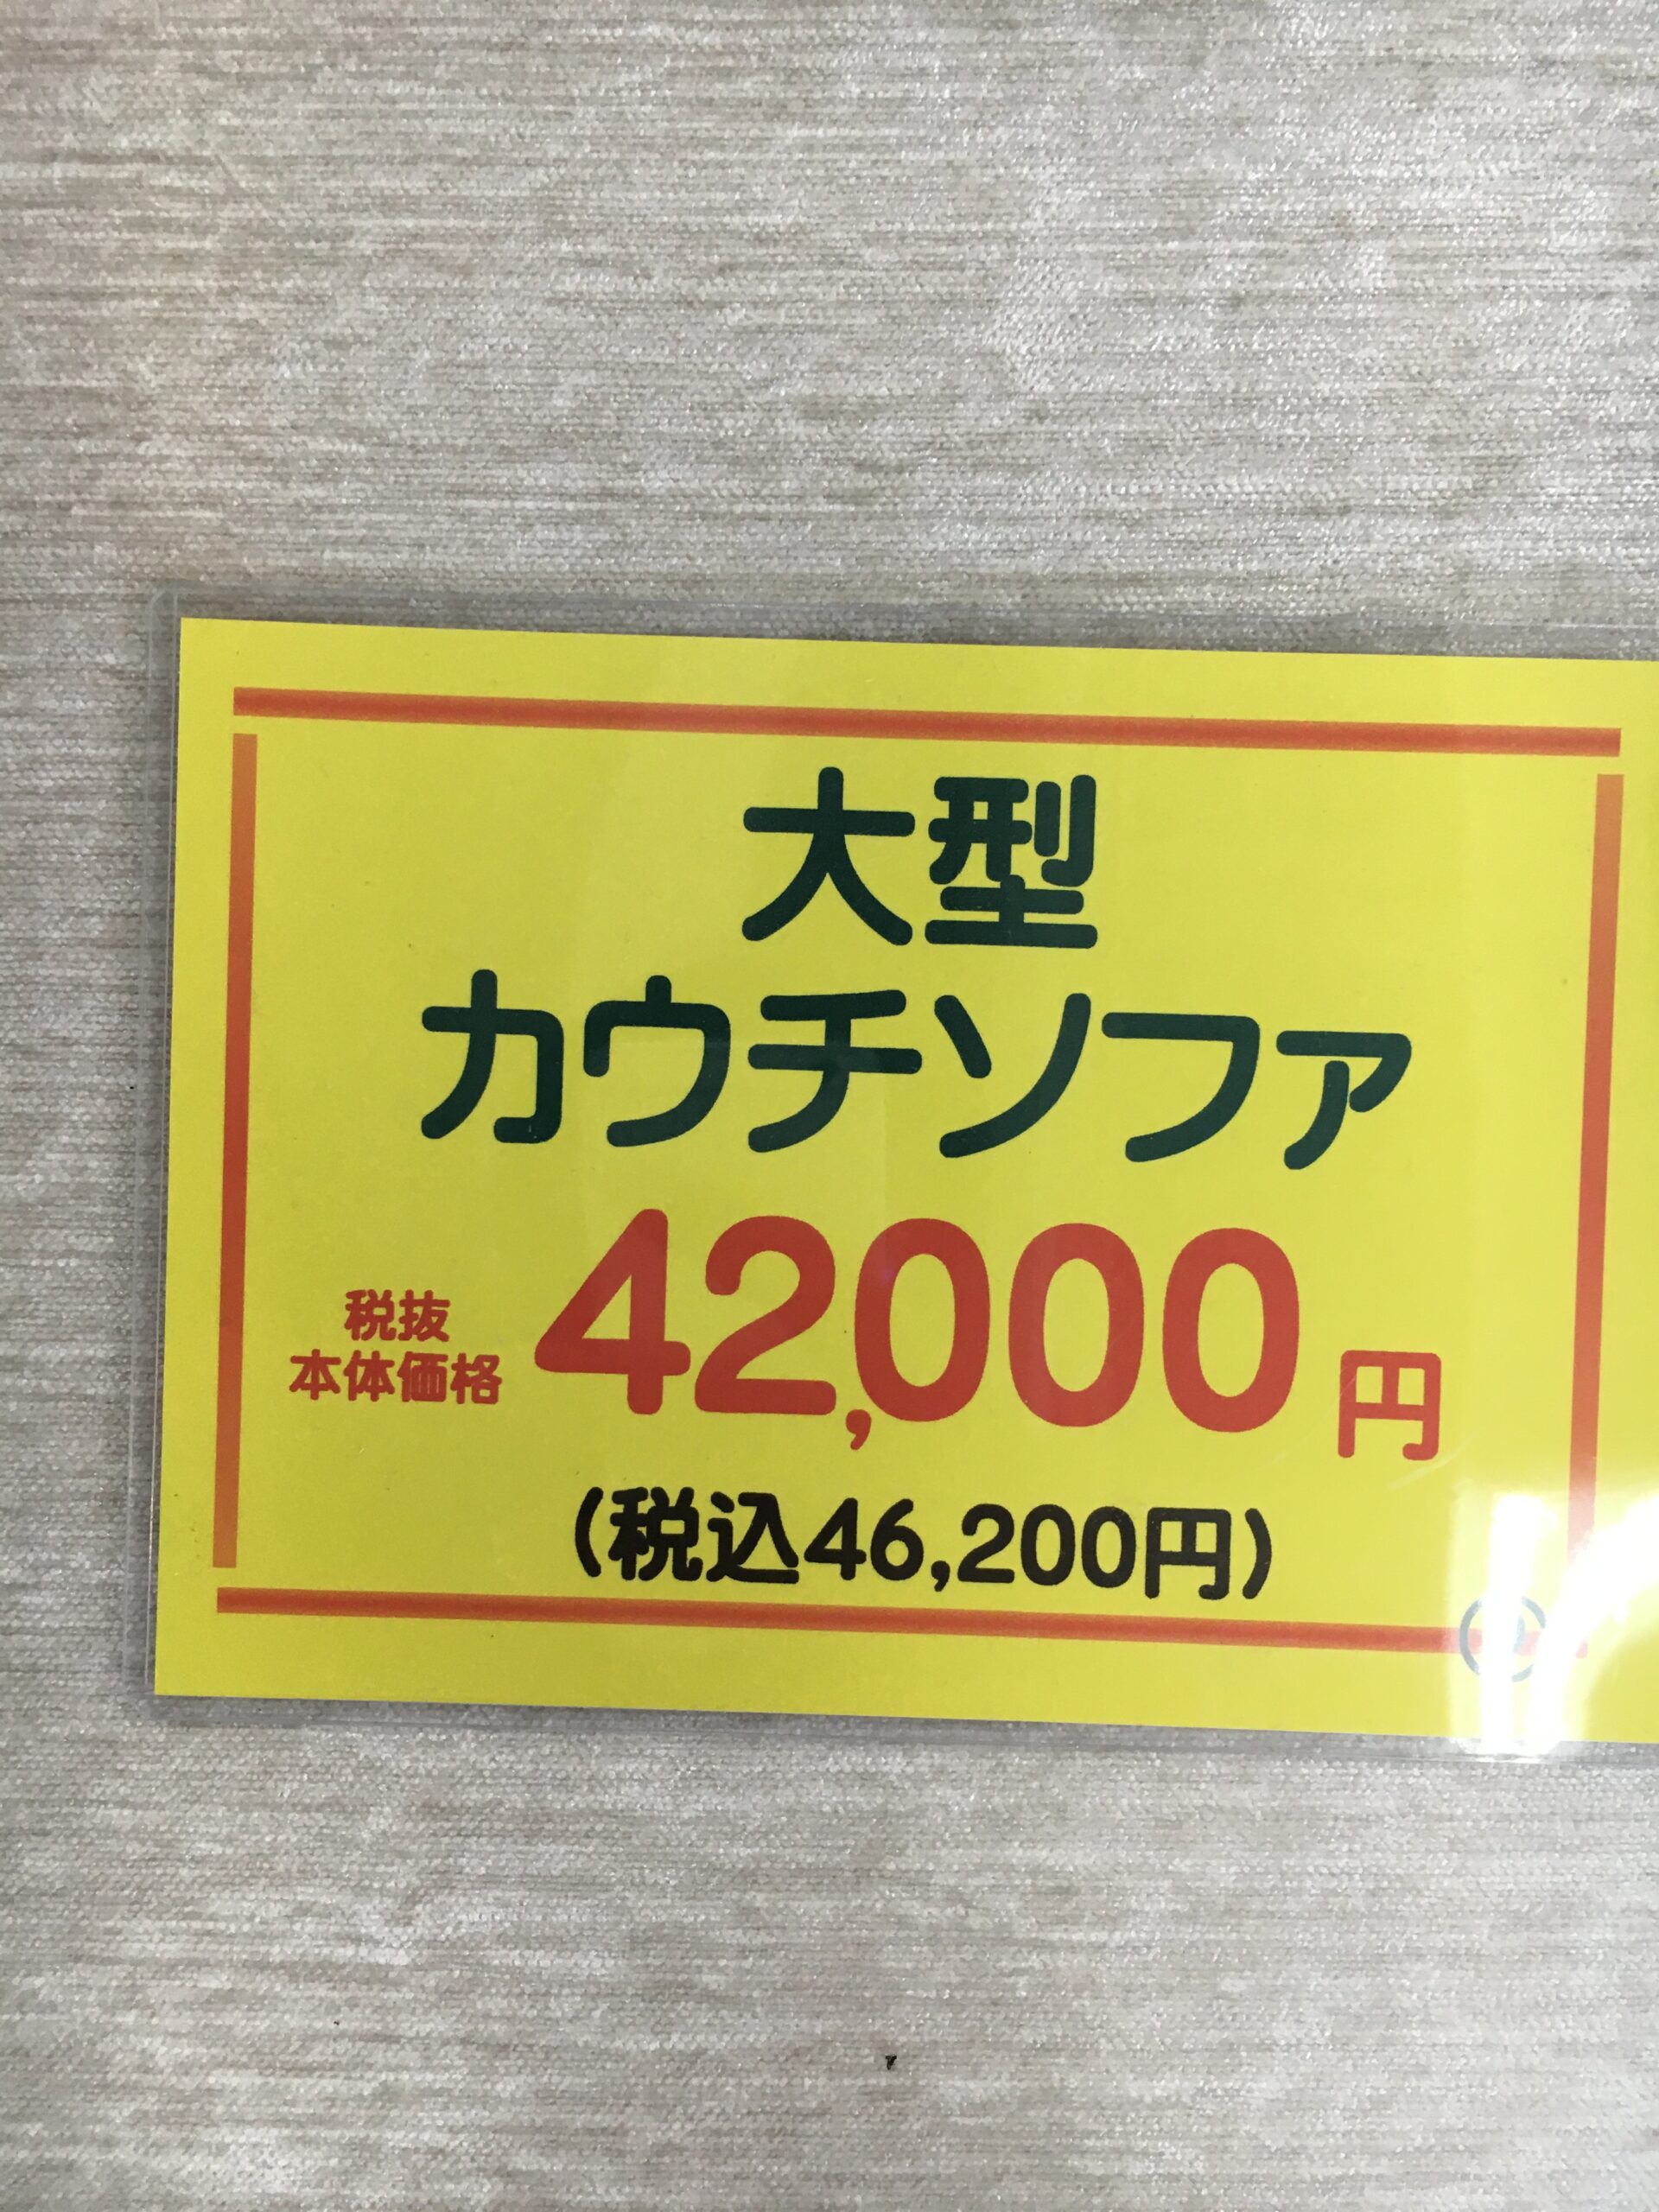 大型
カウチソファ
税抜
本体価格 42,000円
(税込46,200円)